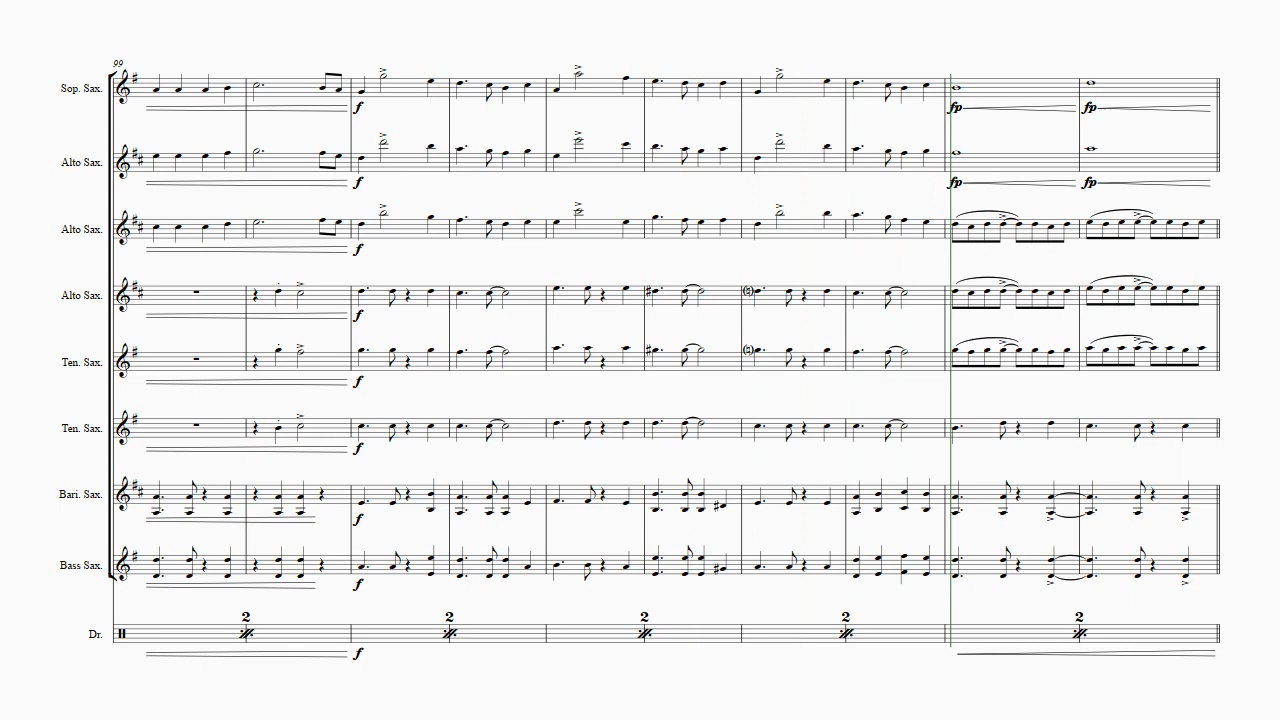 99
Sop. Sax.
f fp fp
Alto Sax.
f fp fp
Alto Sax.
f
Alto Sax.
f
Ten. Sax.
f
Ten. Sax.
f
Bari. Sax.
f
Bass Sax.
f
2 2 2 2 2
Dr.
f